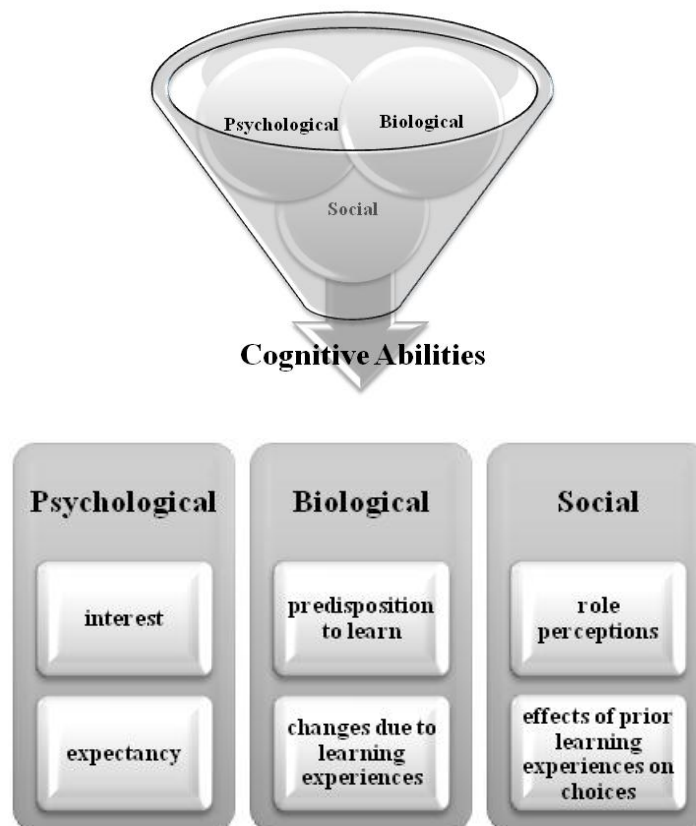 Psychological
Biological
Social
Cognitive Abilities
Psychological
interest
expectancy
Biological
predisposition
to learn
changes due to
learning
experiences
Social
role
perceptions
effects of prior
learning
experiences on
choices